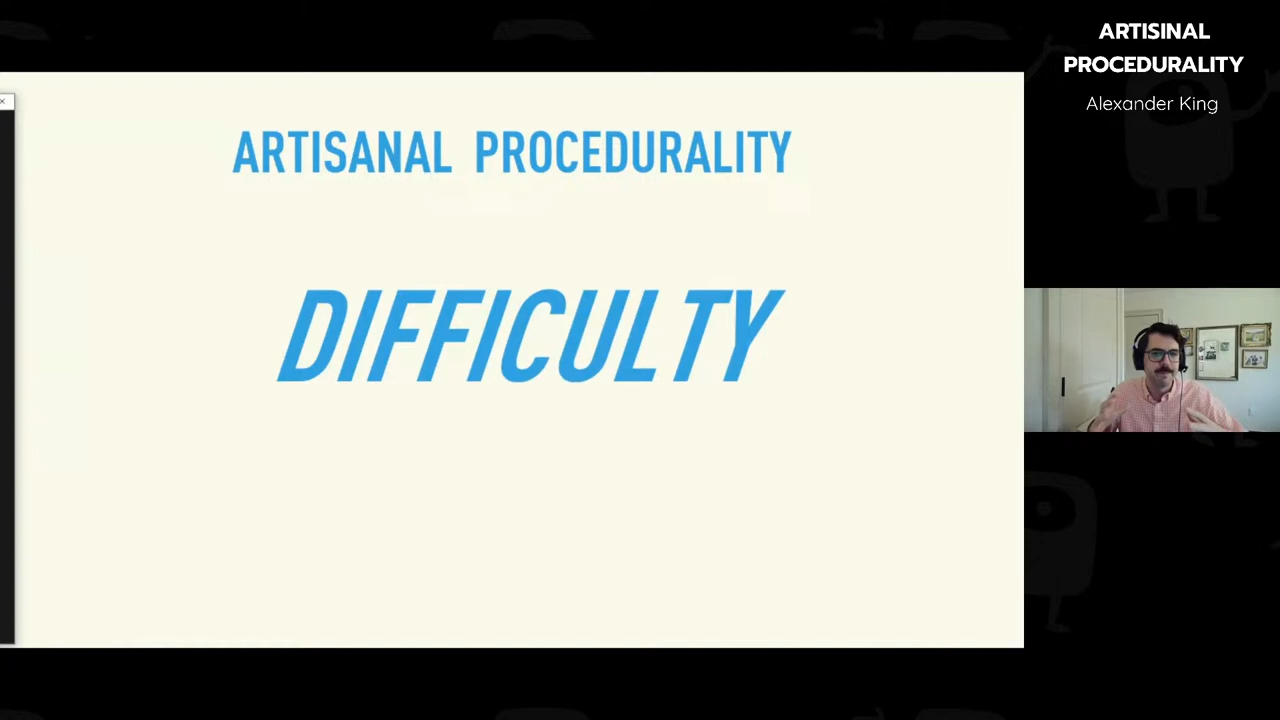 ARTISANAL PROCEDURALITY
DIFFICULTY
ARTISINAL
PROCEDURALITY
Alexander King